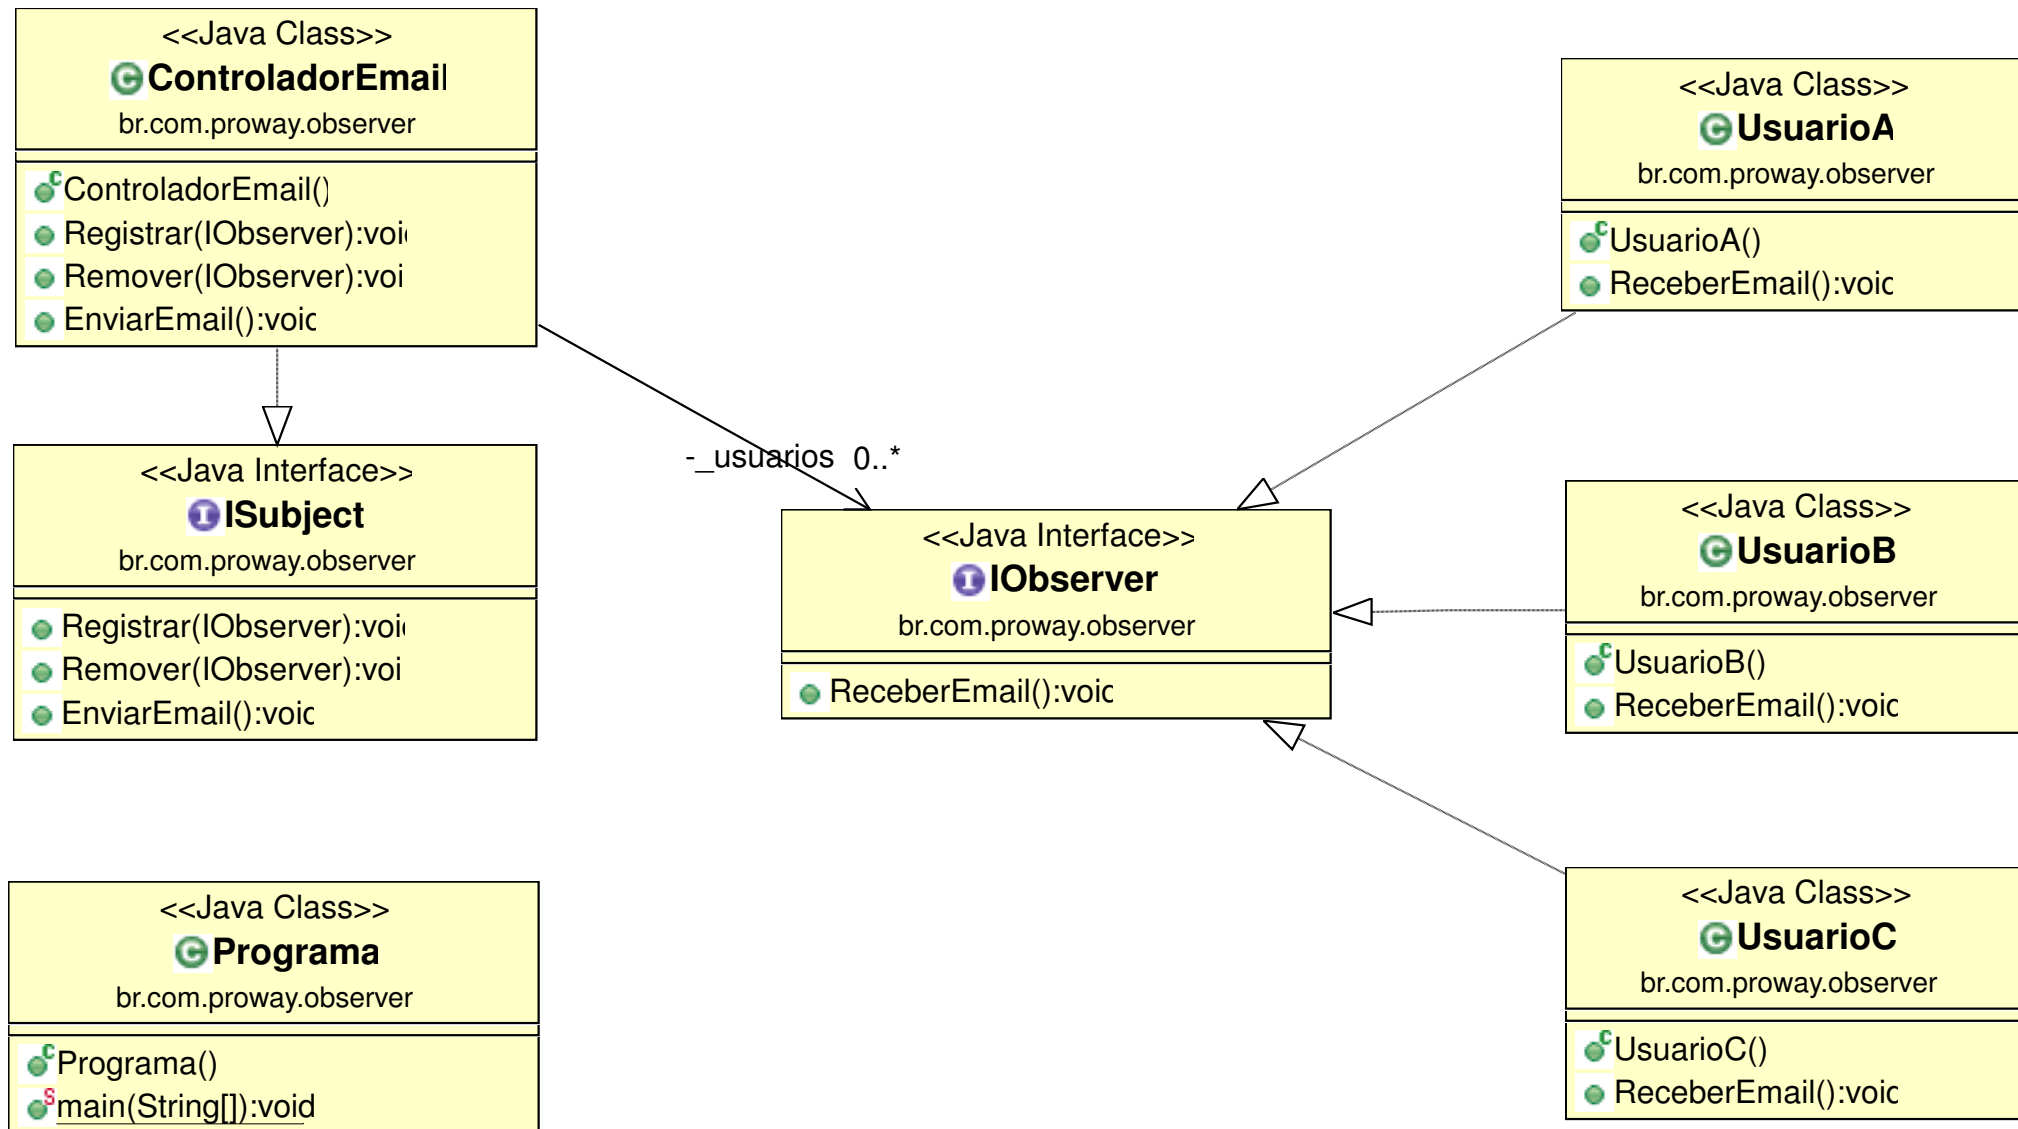 <<Java Class>>
ControladorEmail
br.com.proway.observer
ControladorEmail()
Registrar(IObserver):voi
Remover(IObserver):voi
EnviarEmail():voic
<<Java Interface>>
ISubject
br.com.proway.observer
Registrar(IObserver):voi
Remover(IObserver):voi
EnviarEmail():voic
<<Java Class>>
Programa
br.com.proway.observer
Programa()
main(String[]):void
-_usuarios 0..*
<<Java Interface>>
IObserver
br.com.proway.observer
ReceberEmail():voic
<<Java Class>>
UsuarioA
br.com.proway.observer
UsuarioA()
ReceberEmail():voic
<<Java Class>>
UsuarioB
br.com.proway.observer
UsuarioB()
ReceberEmail():voic
<<Java Class>>
UsuarioC
br.com.proway.observer
UsuarioC()
ReceberEmail():voic